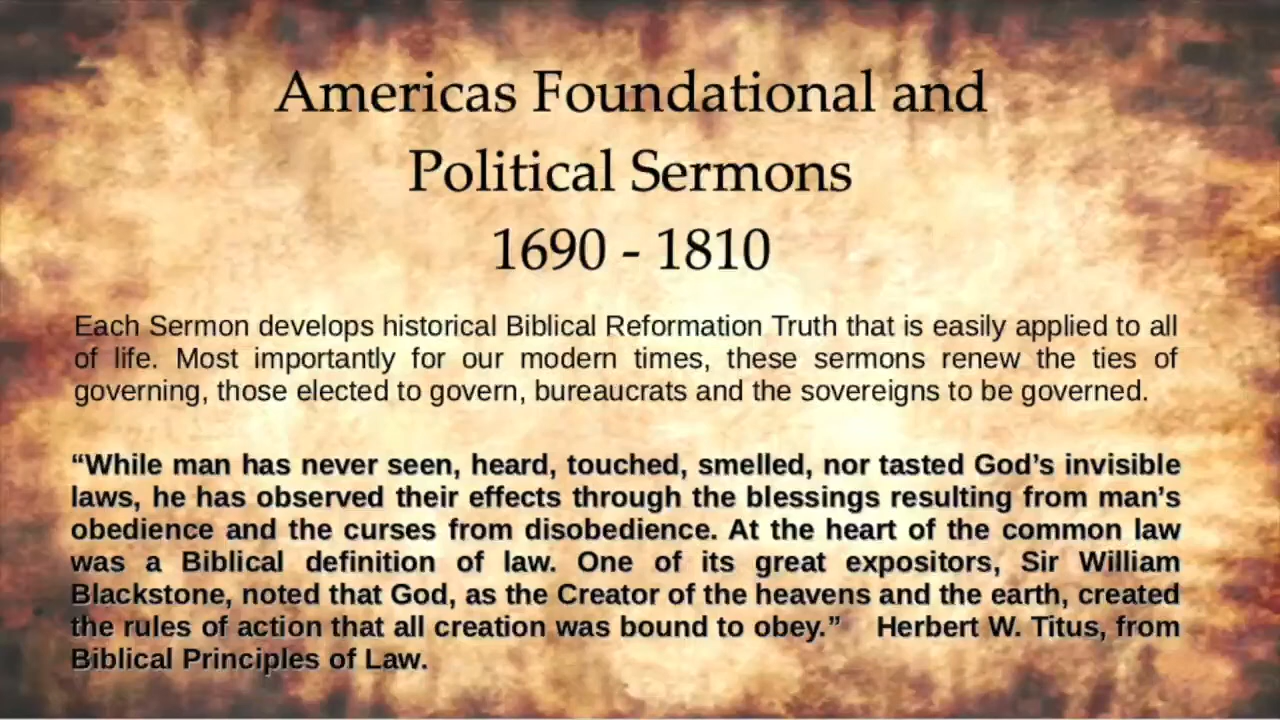 Americas Foundational and
Political Sermons
1690 - 1810
Each Sermon develops historical Biblical Reformation Truth that is easily applied to all
of life. Most importantly for our modern times, these sermons renew the ties of
governing, those elected to govern, bureaucrats and the sovereigns to be governed.
“While man has never seen, heard, touched, smelled, nor tasted God’s invisible
laws, he has observed their effects through the blessings resulting from man’s
obedience and the curses from disobedience. At the heart of the common law
was a Biblical definition of law. One of its great expositors, Sir William
Blackstone, noted that God, as the Creator of the heavens and the earth, created
the rules of action that all creation was bound to obey.” Herbert W. Titus, from
Biblical Principles of Law.